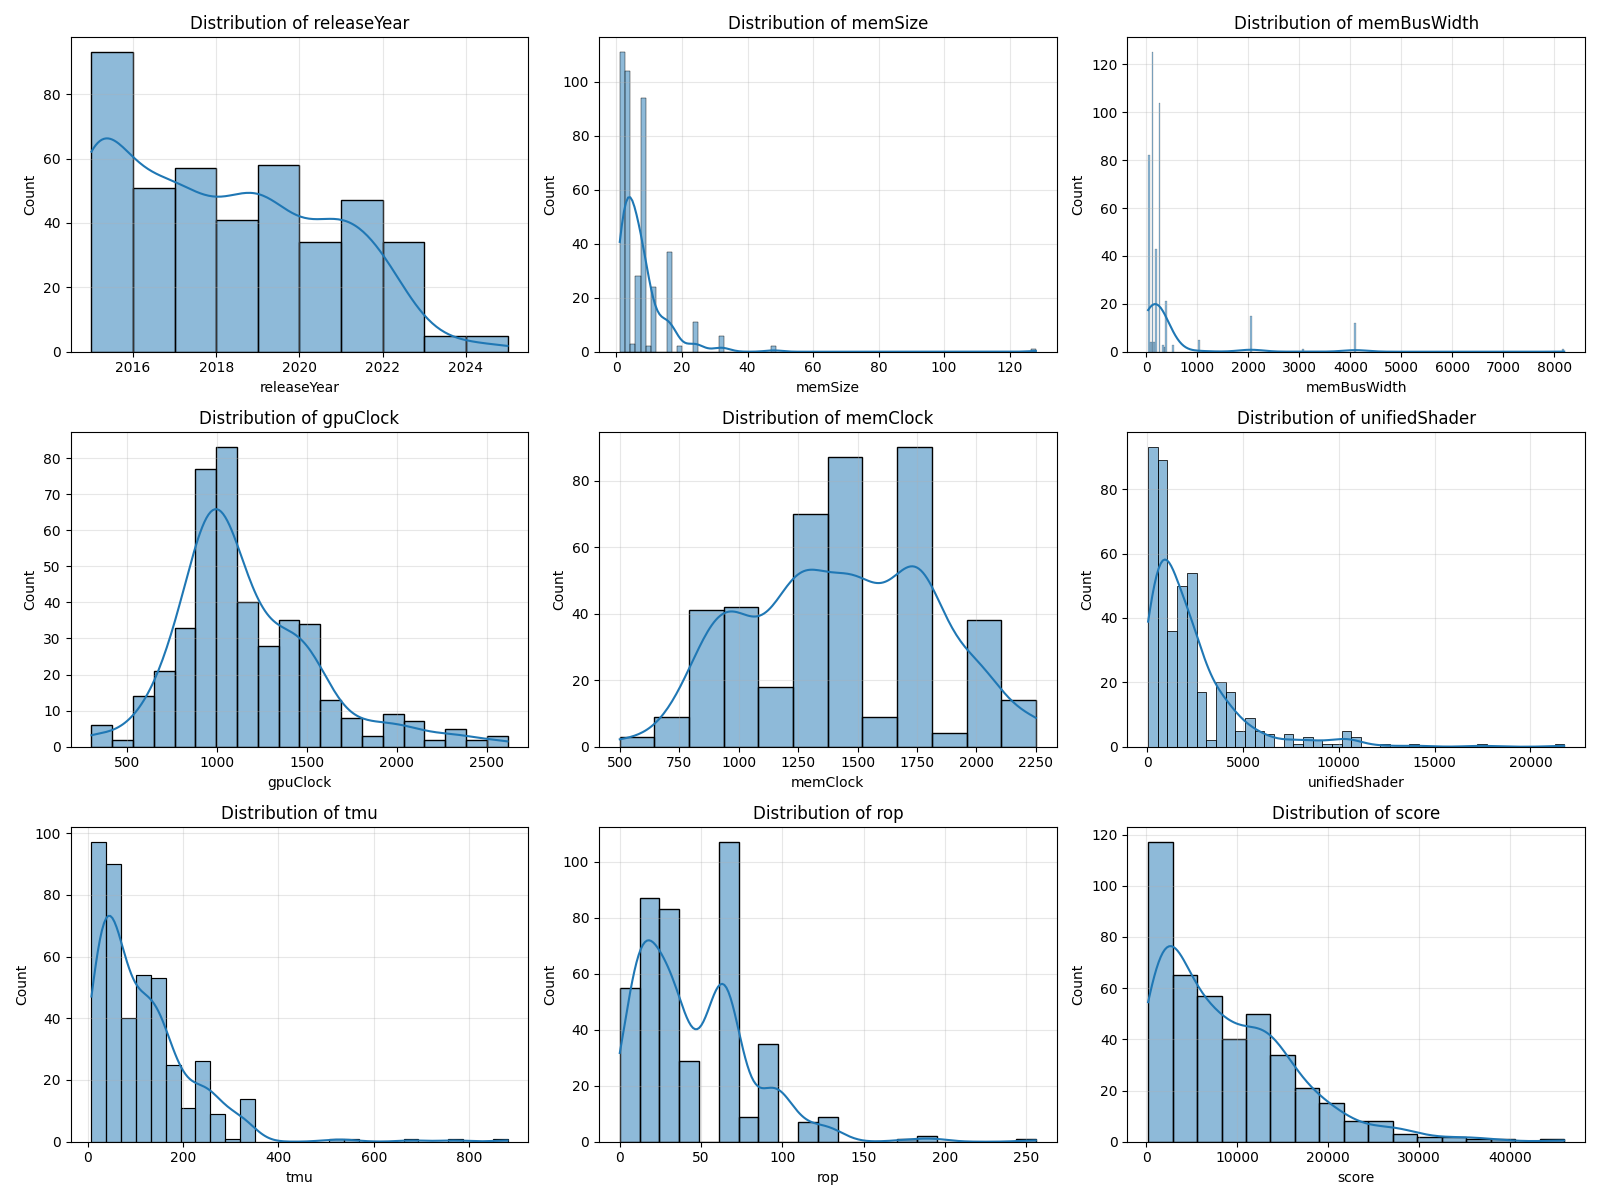 Distribution of releaseYear
Count
80
60
40
20
0
2016 2018 2020 2022 2024
releaseYear
Distribution of memSize
Count
100
80
60
40
20
0
0 20 40 60 80 100 120
memSize
Distribution of memBusWidth
Count
120
100
80
60
40
20
0
0 1000 2000 3000 4000 5000 6000 7000 8000
memBusWidth
Distribution of gpuClock
Count
80
70
60
50
40
30
20
10
0
500 1000 1500 2000 2500
gpuClock
Distribution of memClock
Count
80
60
40
20
0
500 750 1000 1250 1500 1750 2000 2250
memClock
Distribution of unifiedShader
Count
80
60
40
20
0
0 5000 10000 15000 20000
unifiedShader
Distribution of tmu
Count
100
80
60
40
20
0
0 200 400 600 800
tmu
Distribution of rop
Count
100
80
60
40
20
0
0 50 100 150 200 250
rop
Distribution of score
Count
120
100
80
60
40
20
0
0 10000 20000 30000 40000
score